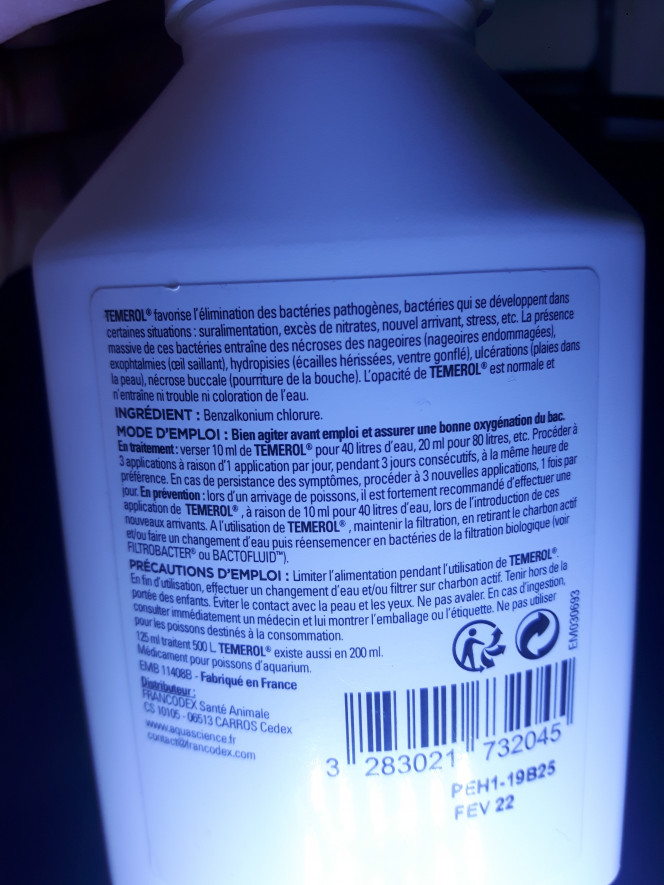 TEMEROL® favorise l'élimination des bactéries pathogènes, bactéries qui se développent dans
certaines situations : suralimentation, excès de nitrates, nouvel arrivant, stress, etc. La présence
massive de ces bactéries entraîne des nécroses des nageoires (nageoires endommagées),
exophtalmies (œil saillant), hydropisies (écailles hérissées, ventre gonflé), ulcérations (plaies dans
la peau), nécrose buccale (pourriture de la bouche). L'opacité de TEMEROL® est normale et
n'entraîne ni trouble ni coloration de l'eau.
INGRÉDIENT : Benzalkonium chlorure.
MODE D'EMPLOI : Bien agiter avant emploi et assurer une bonne oxygénation du bac.
En traitement : verser 10 ml de TEMEROL® pour 40 litres d'eau, 20 ml pour 80 litres, etc. Procéder à
3 applications à raison d'1 application par jour, pendant 3 jours consécutifs, à la même heure de
préférence. En cas de persistance des symptômes, procéder à 3 nouvelles applications, 1 fois par
jour. En prévention : lors d'un arrivage de poissons, il est fortement recommandé d'effectuer une
application de TEMEROL®, à raison de 10 ml pour 40 litres d'eau, lors de l'introduction de ces
nouveaux arrivants. A l'utilisation de TEMEROL®, maintenir la filtration, en retirant le charbon actif
et/ou faire un changement d'eau puis réensemencer en bactéries de la filtration biologique (voir
FILTROBACTER® ou BACTOFLUID™).
PRÉCAUTIONS D'EMPLOI : Limiter l'alimentation pendant l'utilisation de TEMEROL®.
En fin d'utilisation, effectuer un changement d'eau et/ou filtrer sur charbon actif. Tenir hors de la
portée des enfants. Éviter le contact avec la peau et les yeux. Ne pas avaler. En cas d'ingestion,
consulter immédiatement un médecin et lui montrer l'emballage ou l'étiquette. Ne pas utiliser
pour les poissons destinés à la consommation.
125 ml traitent 500 L. TEMEROL® existe aussi en 200 ml.
Médicament pour poissons d'aquarium.
EMB 11408B - Fabriqué en France
Distributeur :
FRANCODEX Santé Animale
CS 10105 - 06513 CARROS Cedex
www.aquascience.fr
contact@francodex.com
EM030693
3 283021 732045
PEH1-19B25
FEV 22